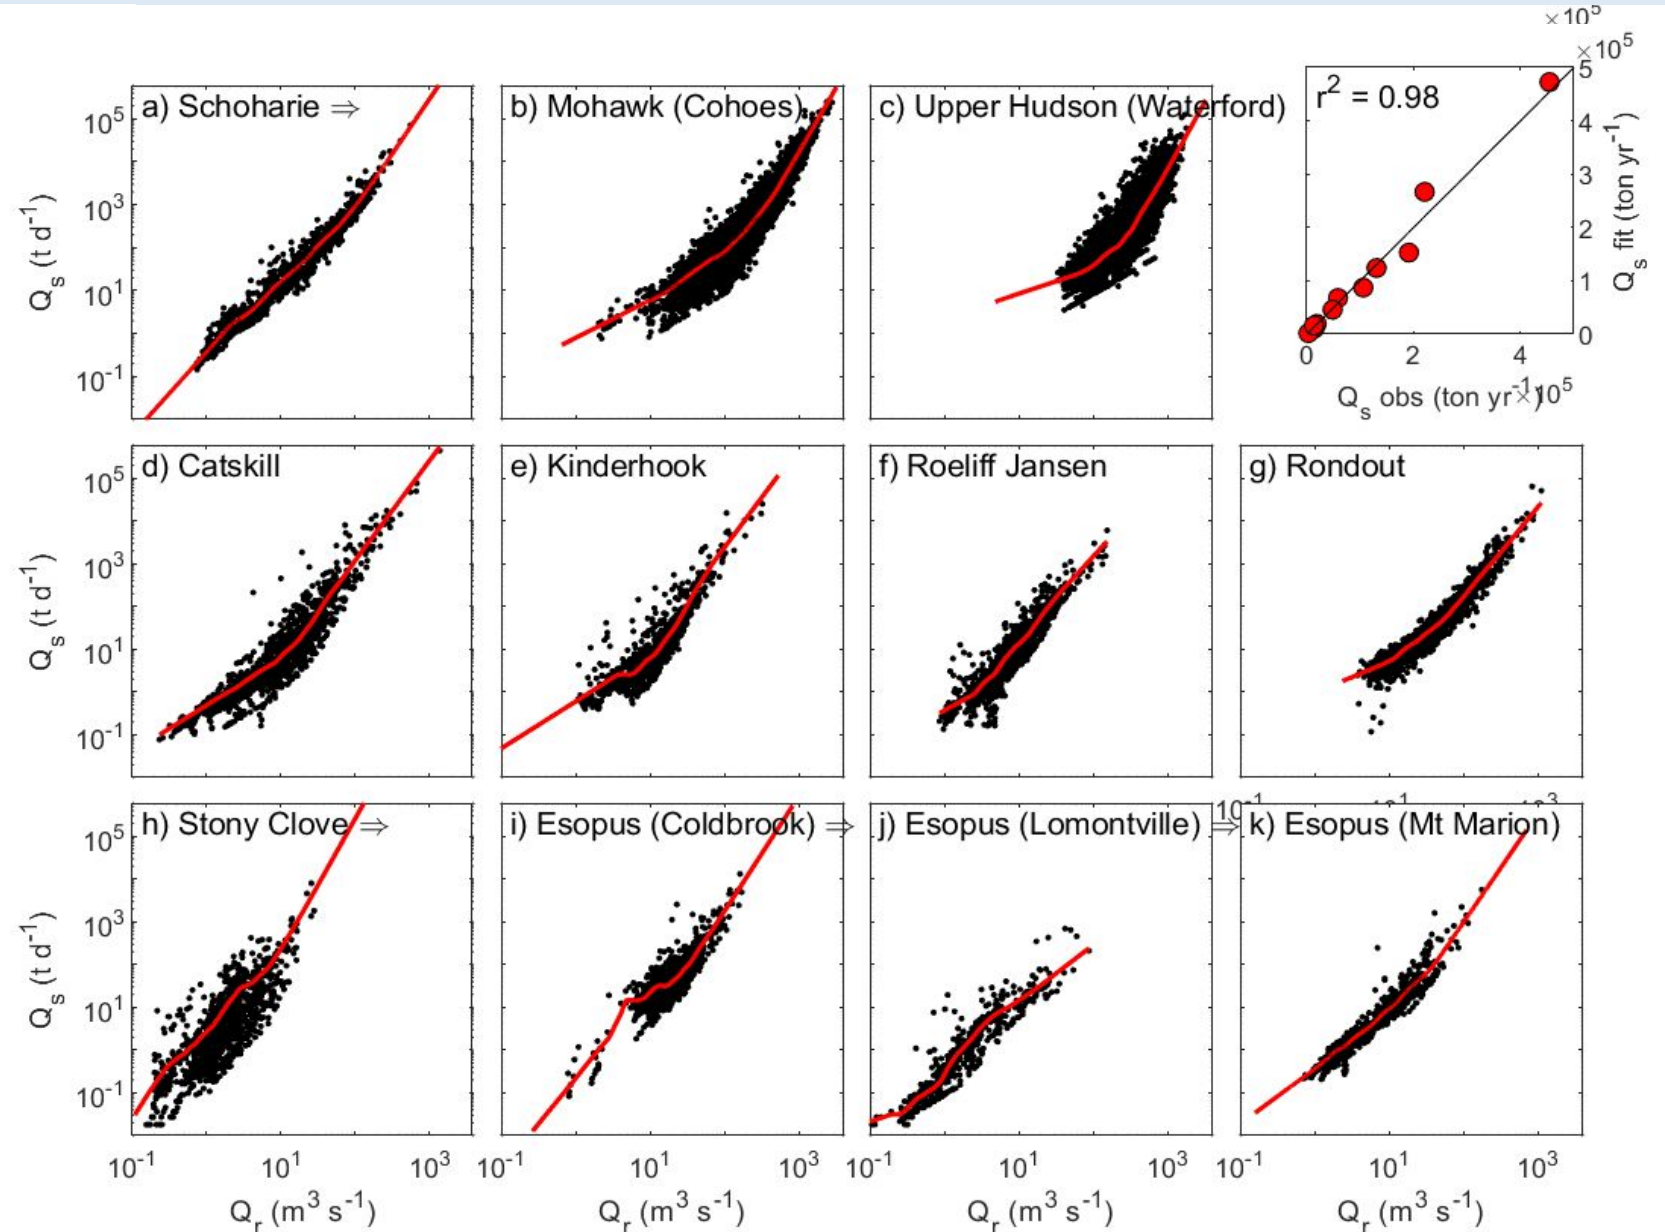 ×10⁵
×10⁵
a) Schoharie ⇒
b) Mohawk (Cohoes)
c) Upper Hudson (Waterford)
r² = 0.98
10⁵
10³
10¹
10⁻¹
Qₛ (t d⁻¹)
5
4
3
2
1
0
Qₛ fit (ton yr⁻¹)
0 2 4
Qₛ obs (ton yr⁻¹)
×10⁵
d) Catskill
e) Kinderhook
f) Roeliff Jansen
g) Rondout
10⁵
10³
10¹
10⁻¹
Qₛ (t d⁻¹)
10⁻¹ 10¹ 10³
h) Stony Clove ⇒
i) Esopus (Coldbrook) ⇒
j) Esopus (Lomontville) ⇒
k) Esopus (Mt Marion)
10⁵
10³
10¹
10⁻¹
Qₛ (t d⁻¹)
10⁻¹ 10¹ 10³ 10⁻¹ 10¹ 10³ 10⁻¹ 10¹ 10³ 10⁻¹ 10¹ 10³
Qᵣ (m³ s⁻¹) Qᵣ (m³ s⁻¹) Qᵣ (m³ s⁻¹) Qᵣ (m³ s⁻¹)